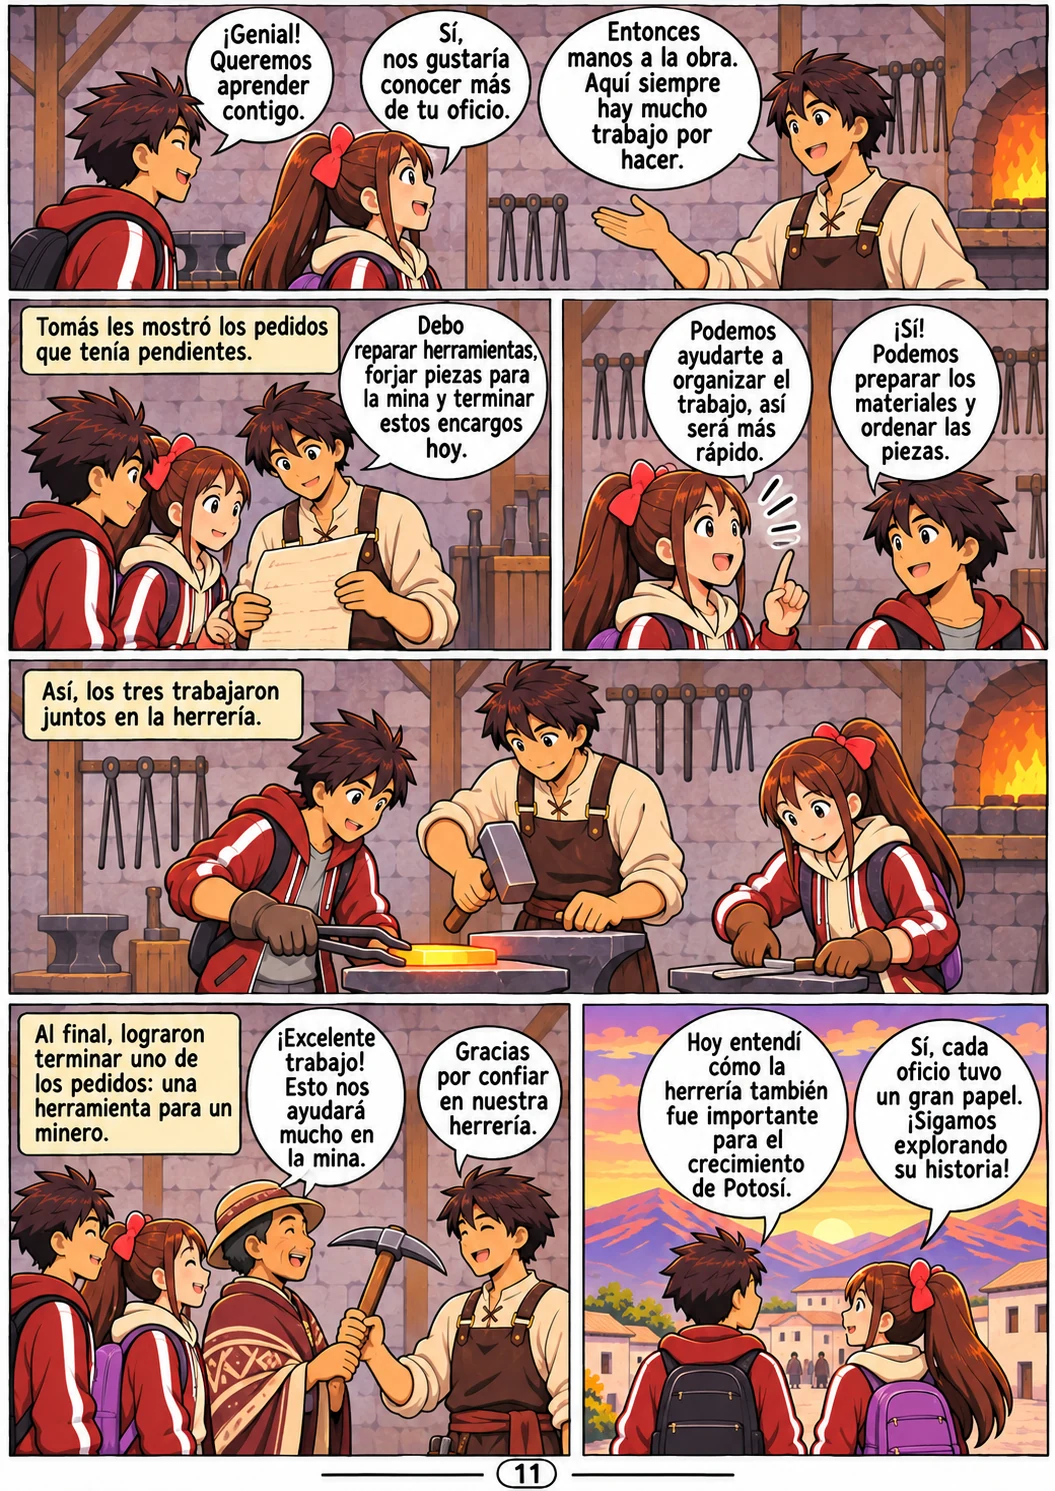 ¡Genial!
Queremos
aprender
contigo.
Sí,
nos gustaría
conocer más
de tu oficio.
Entonces
manos a la obra.
Aquí siempre
hay mucho
trabajo por
hacer.
Tomás les mostró los pedidos
que tenía pendientes.
Debo
reparar herramientas,
forjar piezas para
la mina y terminar
estos encargos
hoy.
Podemos
ayudarte a
organizar el
trabajo, así
será más
rápido.
¡Sí!
Podemos
preparar los
materiales y
ordenar las
piezas.
Así, los tres trabajaron
juntos en la herrería.
Al final, lograron
terminar uno de
los pedidos: una
herramienta para un
minero.
¡Excelente
trabajo!
Esto nos
ayudará
mucho en
la mina.
Gracias
por confiar
en nuestra
herrería.
Hoy entendí
cómo la
herrería también
fue importante
para el
crecimiento
de Potosí.
Sí, cada
oficio tuvo
un gran papel.
¡Sigamos
explorando
su historia!
11